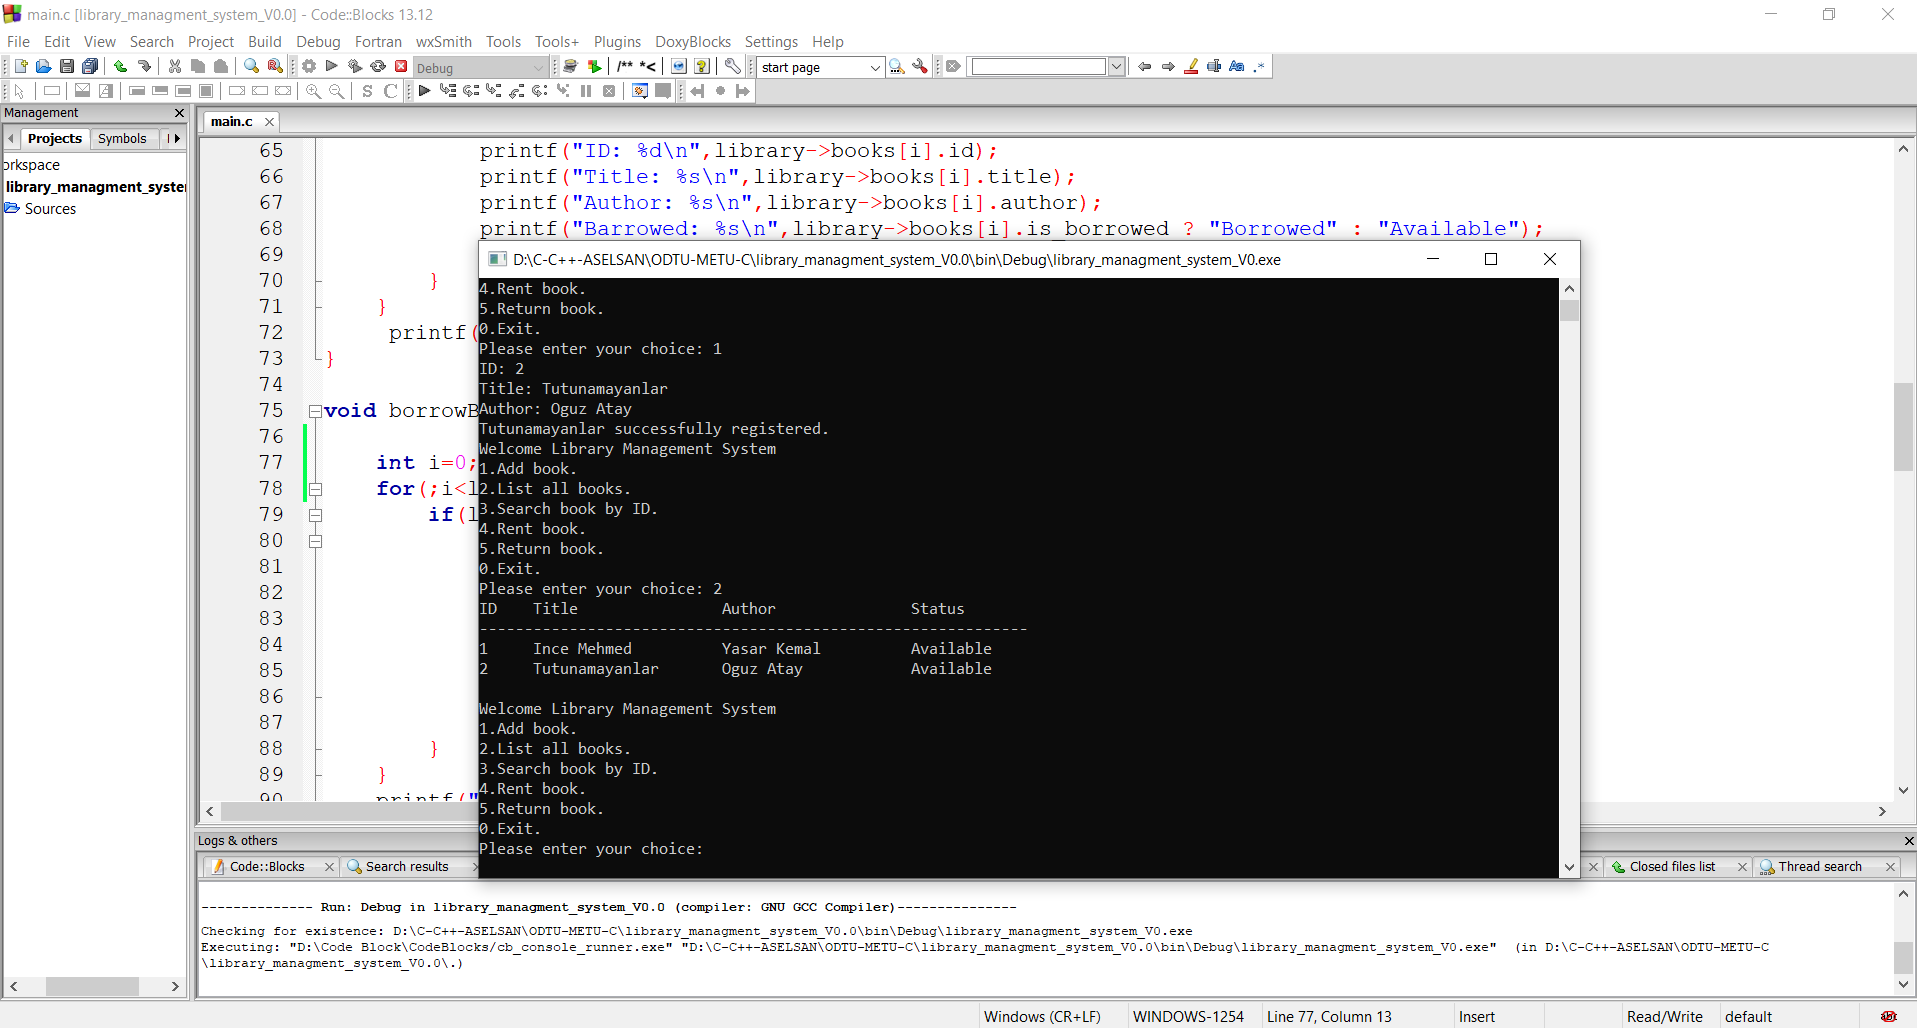 main.c [library_managment_system_V0.0] - Code::Blocks 13.12
File Edit View Search Project Build Debug Fortran wxSmith Tools Tools+ Plugins DoxyBlocks Settings Help
Debug
/** *<
start page
Management
Projects Symbols
orkspace
library_managment_syste
Sources
main.c
65 printf("ID: %d\n",library->books[i].id);
66 printf("Title: %s\n",library->books[i].title);
67 printf("Author: %s\n",library->books[i].author);
68 printf("Barrowed: %s\n",library->books[i].is_borrowed ? "Borrowed" : "Available");
69
70 }
71 }
72 printf(
73 }
74
75 void borrowB
76
77 int i=0;
78 for(;i<l
79 if(l
80
81
82
83
84
85
86
87
88 }
89 }
90 printf("
D:\C-C++-ASELSAN\ODTU-METU-C\library_managment_system_V0.0\bin\Debug\library_managment_system_V0.exe
4.Rent book.
5.Return book.
0.Exit.
Please enter your choice: 1
ID: 2
Title: Tutunamayanlar
Author: Oguz Atay
Tutunamayanlar successfully registered.
Welcome Library Management System
1.Add book.
2.List all books.
3.Search book by ID.
4.Rent book.
5.Return book.
0.Exit.
Please enter your choice: 2
ID Title Author Status
-------------------------------------------------------------
1 Ince Mehmed Yasar Kemal Available
2 Tutunamayanlar Oguz Atay Available
Welcome Library Management System
1.Add book.
2.List all books.
3.Search book by ID.
4.Rent book.
5.Return book.
0.Exit.
Please enter your choice:
Logs & others
Code::Blocks Search results Closed files list Thread search
-------------- Run: Debug in library_managment_system_V0.0 (compiler: GNU GCC Compiler)---------------
Checking for existence: D:\C-C++-ASELSAN\ODTU-METU-C\library_managment_system_V0.0\bin\Debug\library_managment_system_V0.exe
Executing: "D:\Code Block\CodeBlocks/cb_console_runner.exe" "D:\C-C++-ASELSAN\ODTU-METU-C\library_managment_system_V0.0\bin\Debug\library_managment_system_V0.exe" (in D:\C-C++-ASELSAN\ODTU-METU-C
\library_managment_system_V0.0\.)
Windows (CR+LF) WINDOWS-1254 Line 77, Column 13 Insert Read/Write default